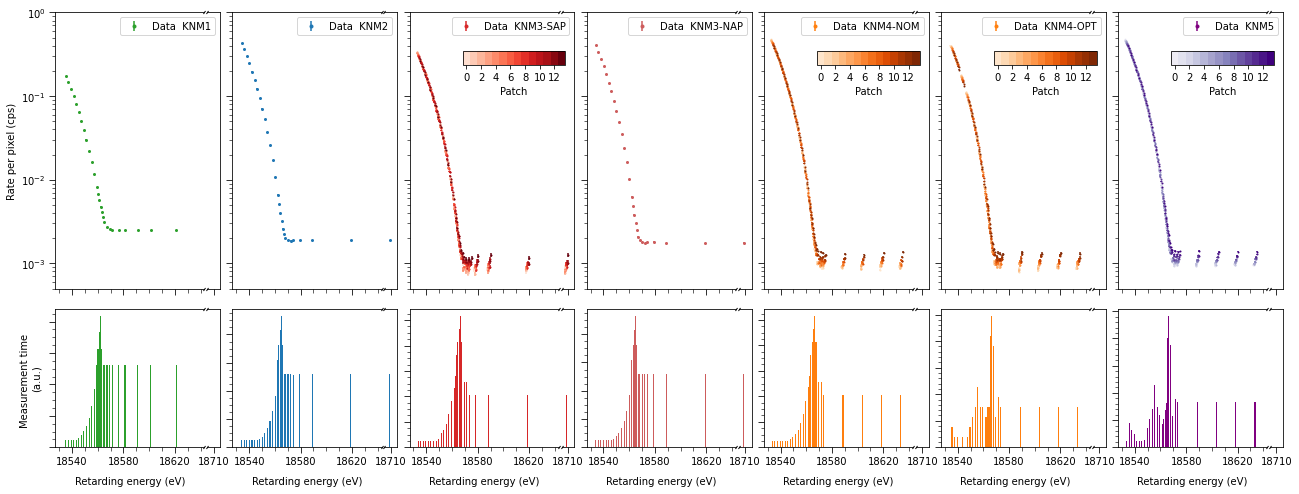 Data KNM1
Data KNM2
Data KNM3-SAP
Data KNM3-NAP
Data KNM4-NOM
Data KNM4-OPT
Data KNM5
10⁰
10⁻¹
10⁻²
10⁻³
Rate per pixel (cps)
0 2 4 6 8 10 12
Patch
0 2 4 6 8 10 12
Patch
0 2 4 6 8 10 12
Patch
0 2 4 6 8 10 12
Patch
Measurement time
(a.u.)
18540 18580 18620 18710
18540 18580 18620 18710
18540 18580 18620 18710
18540 18580 18620 18710
18540 18580 18620 18710
18540 18580 18620 18710
18540 18580 18620 18710
Retarding energy (eV)
Retarding energy (eV)
Retarding energy (eV)
Retarding energy (eV)
Retarding energy (eV)
Retarding energy (eV)
Retarding energy (eV)